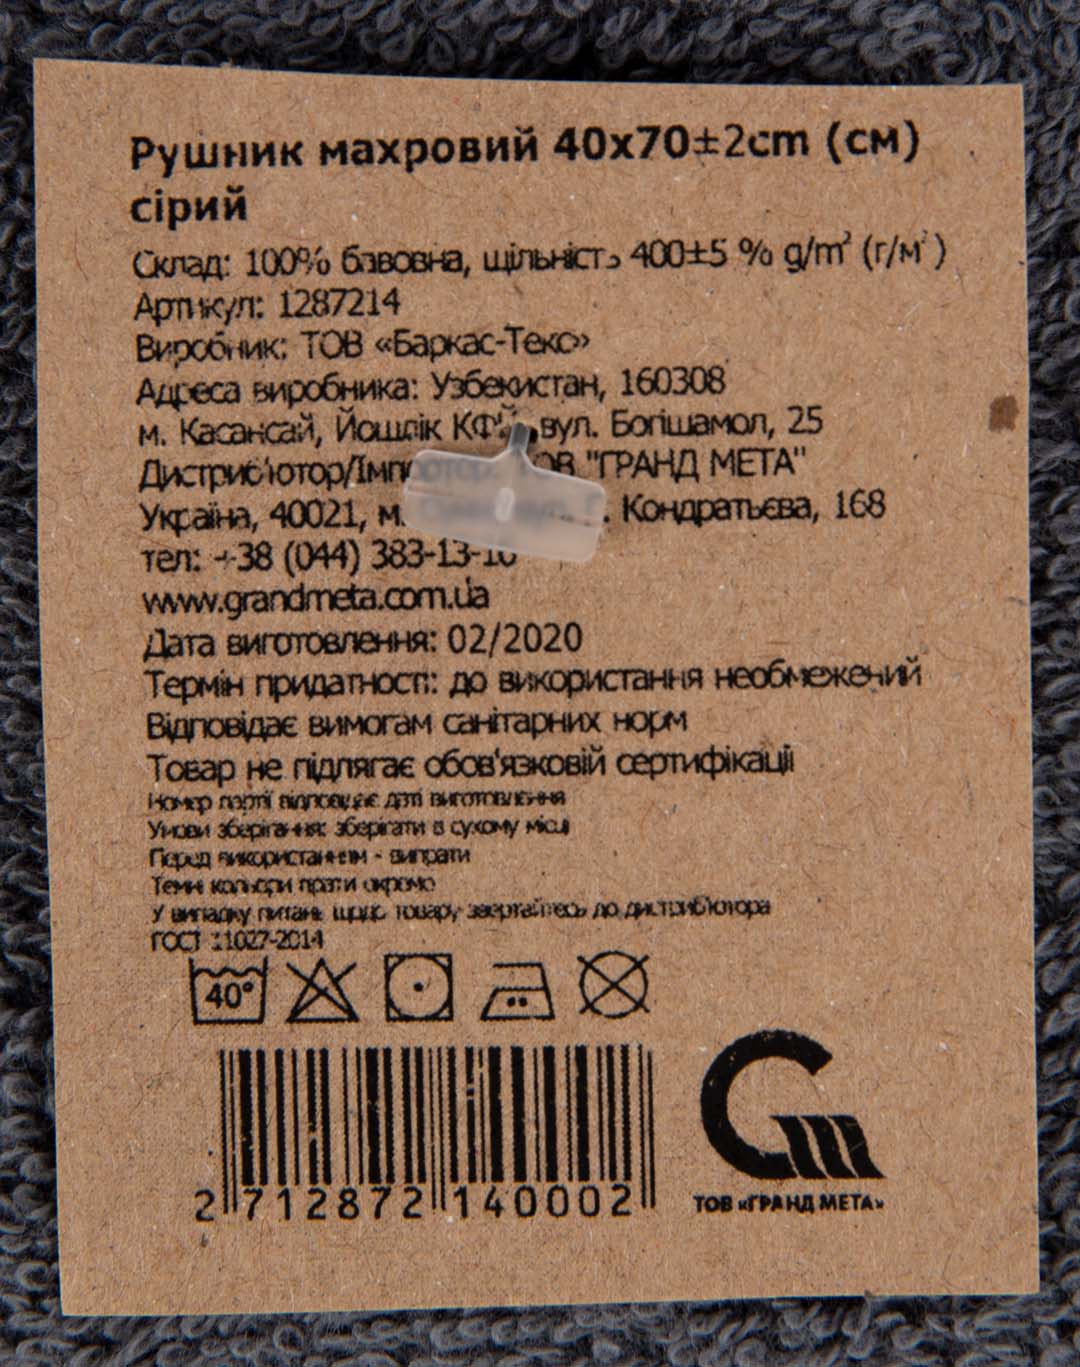 Рушник махровий 40x70±2cm (см)
сірий
Склад: 100% бавовна, щільність 400±5 % g/m² (г/м²)
Артикул: 1287214
Виробник: ТОВ «Баркас-Текс»
Адреса виробника: Узбекистан, 160308
м. Касансай, Йошлік КФЙ, вул. Богішамол, 25
Дистриб'ютор/Імпортер: ТОВ "ГРАНД МЕТА"
Україна, 40021, м. вул. Г. Кондратьєва, 168
тел: +38 (044) 383-13-10
www.grandmeta.com.ua
Дата виготовлення: 02/2020
Термін придатності: до використання необмежений
Відповідає вимогам санітарних норм
Товар не підлягає обов'язковій сертифікації
Номер партії відповідає даті виготовлення
Умови зберігання: зберігати в сухому місці
Перед використанням - випрати
Темні кольори прати окремо
У випадку питань щодо товару звертайтесь до дистриб'ютора
ГОСТ 11027-2014
40°
2 712872 140002
ТОВ «ГРАНД МЕТА»